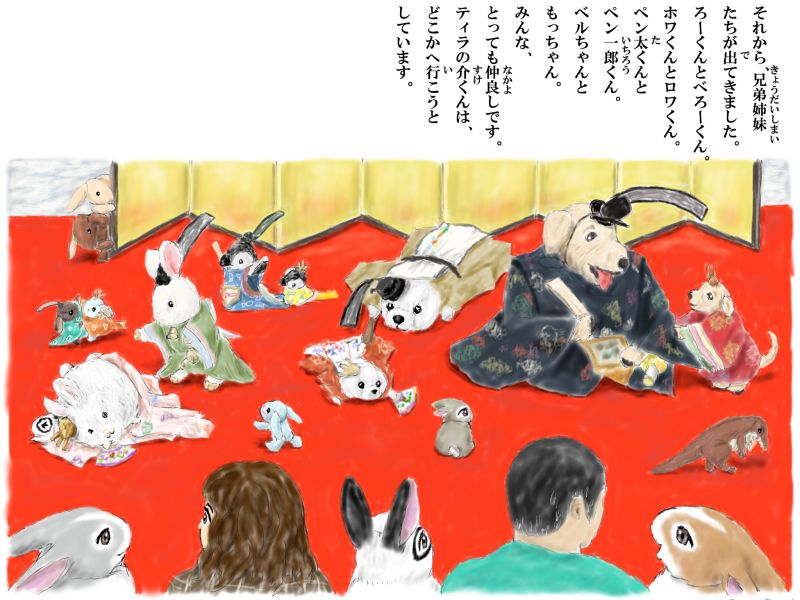 それから、兄弟姉妹
たちが出てきました。
ろーくんとべろーくん。
ホワくんとロワくん。
ペン太くんと
ペン一郎くん。
ベルちゃんと
もっちゃん。
みんな、
とっても仲良しです。
ティラの介くんは、
どこかへ行こうと
しています。